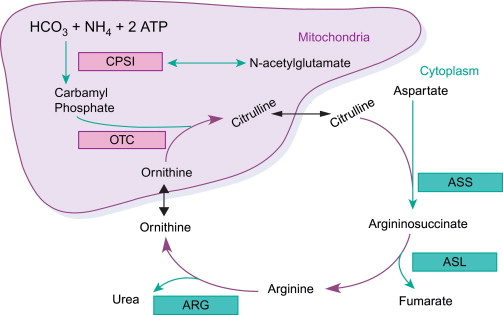 HCO3 + NH4 + 2 ATP
Mitochondria
CPSI
N-acetylglutamate
Cytoplasm
Carbamyl
Phosphate
Aspartate
Citrulline
Citrulline
OTC
Ornithine
ASS
Ornithine
Argininosuccinate
ASL
Arginine
Urea
ARG
Fumarate